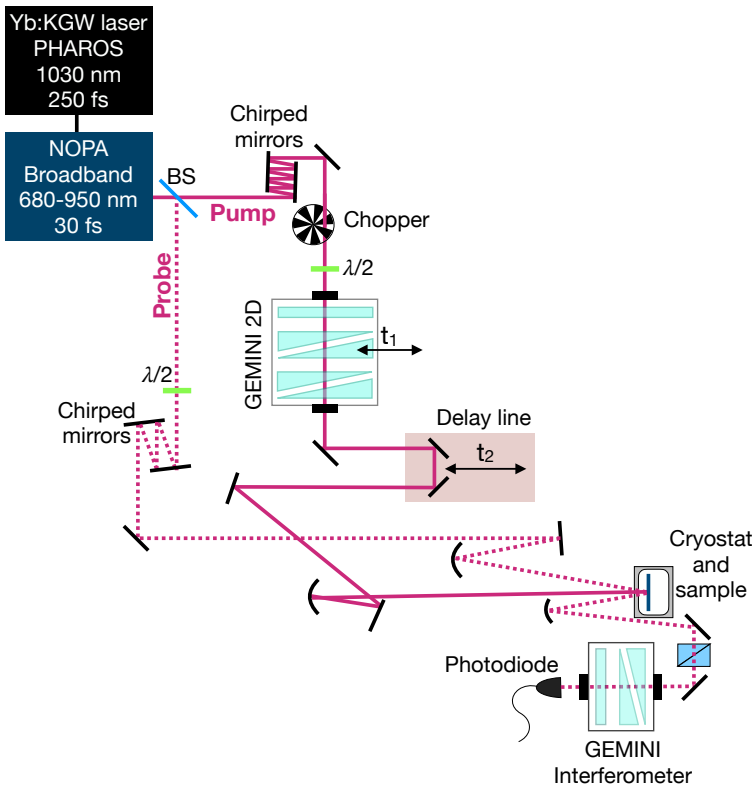 Yb:KGW laser
PHAROS
1030 nm
250 fs
NOPA
Broadband
680-950 nm
30 fs
BS
Chirped
mirrors
Pump
Chopper
λ/2
Probe
GEMINI 2D
t₁
λ/2
Chirped
mirrors
Delay line
t₂
Cryostat
and
sample
Photodiode
GEMINI
Interferometer